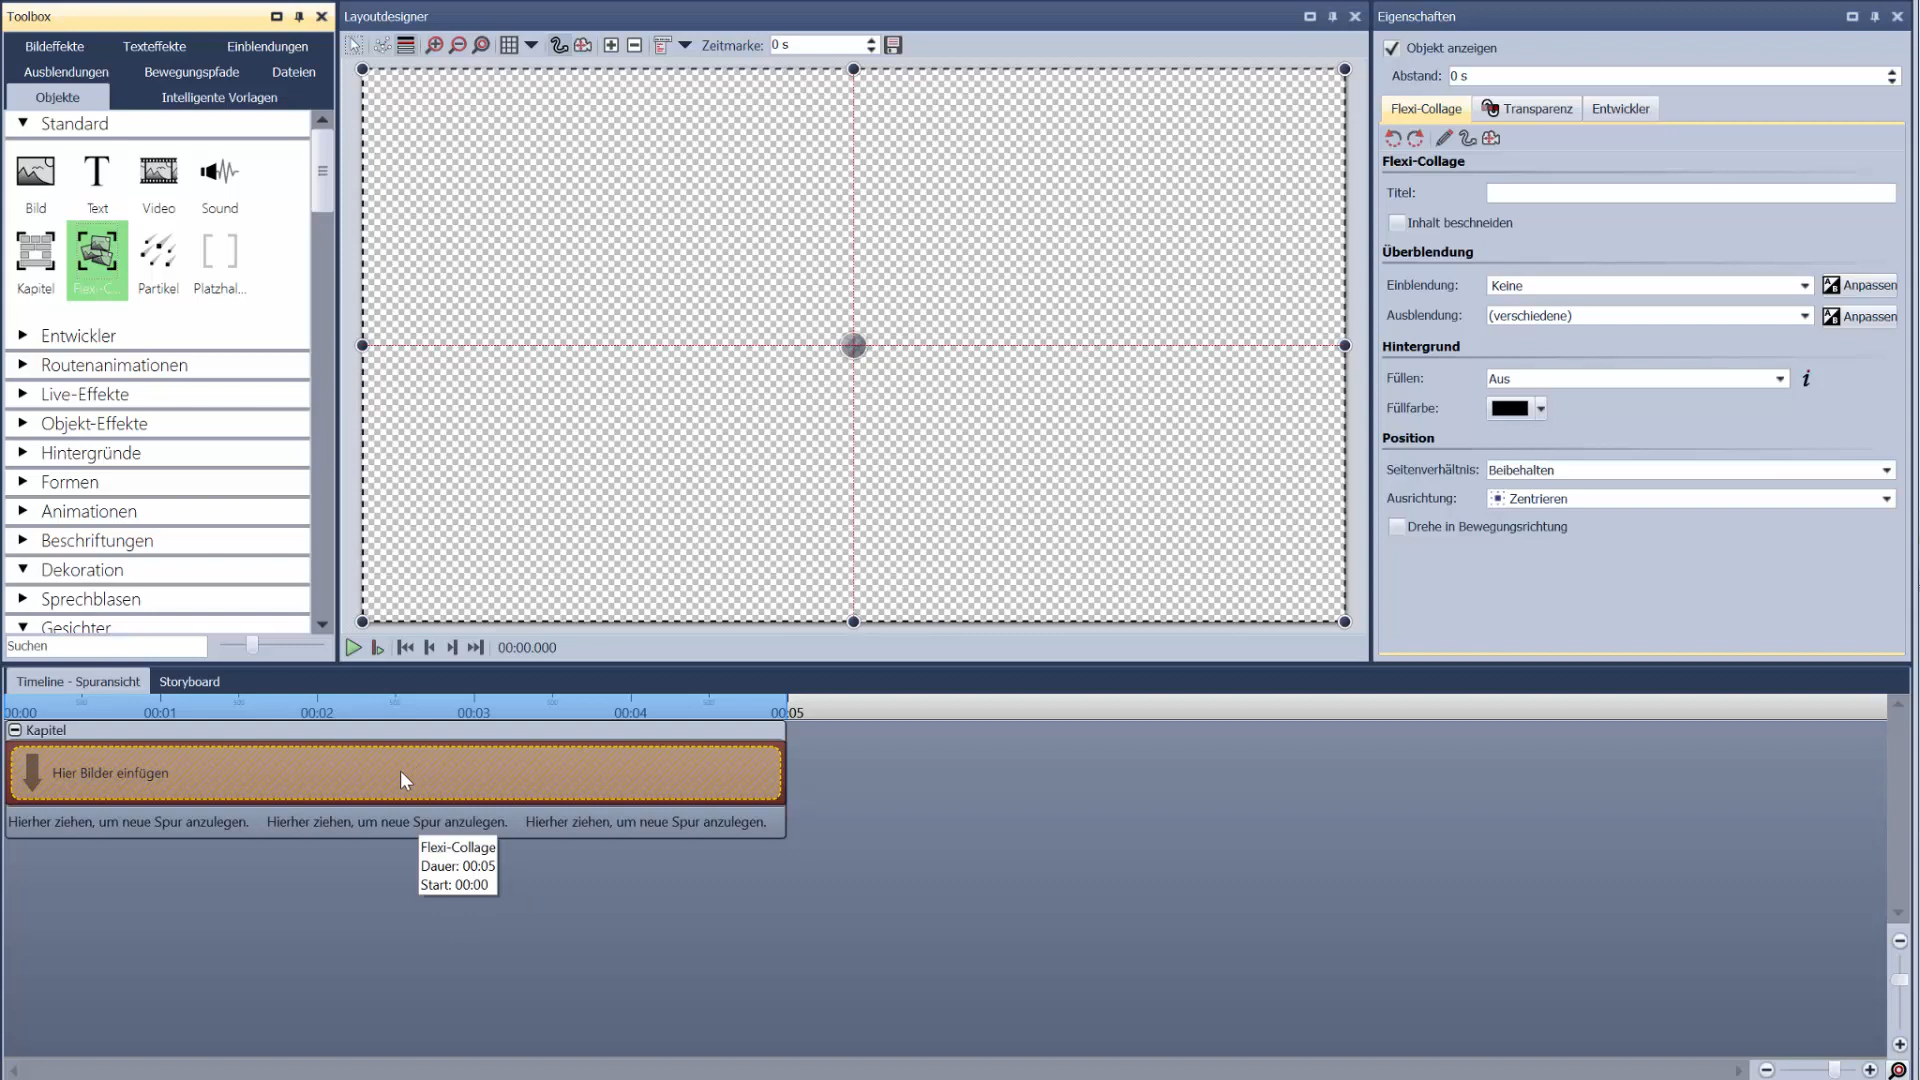 Toolbox
Bildeffekte Texteffekte Einblendungen
Ausblendungen Bewegungspfade Dateien
Objekte Intelligente Vorlagen
Standard
Bild Text Video Sound
Kapitel Flexi-C... Partikel Platzhal...
Entwickler
Routenanimationen
Live-Effekte
Objekt-Effekte
Hintergründe
Formen
Animationen
Beschriftungen
Dekoration
Sprechblasen
Gesichter
Suchen
Layoutdesigner
Zeitmarke: 0 s
00:00.000
Eigenschaften
Objekt anzeigen
Abstand: 0 s
Flexi-Collage Transparenz Entwickler
Flexi-Collage
Titel:
Inhalt beschneiden
Überblendung
Einblendung: Keine Anpassen
Ausblendung: (verschiedene) Anpassen
Hintergrund
Füllen: Aus
Füllfarbe:
Position
Seitenverhältnis: Beibehalten
Ausrichtung: Zentrieren
Drehe in Bewegungsrichtung
Timeline - Spuransicht Storyboard
00:00 00:01 00:02 00:03 00:04 00:05
Kapitel
Hier Bilder einfügen
Hierher ziehen, um neue Spur anzulegen. Hierher ziehen, um neue Spur anzulegen. Hierher ziehen, um neue Spur anzulegen.
Flexi-Collage
Dauer: 00:05
Start: 00:00